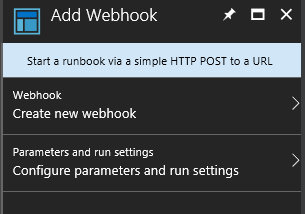 Add Webhook
Start a runbook via a simple HTTP POST to a URL
Webhook
Create new webhook
Parameters and run settings
Configure parameters and run settings